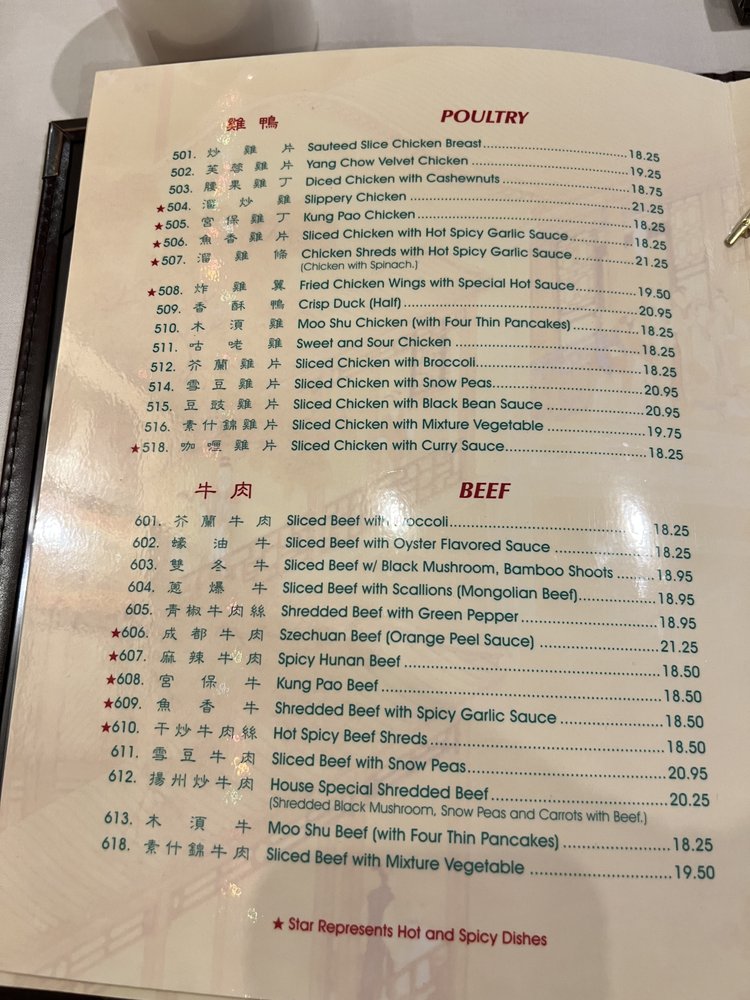 雞鴨 POULTRY
501. 炒雞片 Sauteed Slice Chicken Breast 18.25
502. 芙蓉雞片 Yang Chow Velvet Chicken 19.25
503. 腰果雞丁 Diced Chicken with Cashewnuts 18.75
★504. 溜炒雞 Slippery Chicken 21.25
★505. 宮保雞丁 Kung Pao Chicken 18.25
★506. 魚香雞片 Sliced Chicken with Hot Spicy Garlic Sauce 18.25
★507. 溜雞條 Chicken Shreds with Hot Spicy Garlic Sauce 21.25
(Chicken with Spinach.)
★508. 炸雞翼 Fried Chicken Wings with Special Hot Sauce 19.50
509. 香酥鴨 Crisp Duck (Half) 20.95
510. 木須雞 Moo Shu Chicken (with Four Thin Pancakes) 18.25
511. 咕咾雞 Sweet and Sour Chicken 18.25
512. 芥蘭雞片 Sliced Chicken with Broccoli 18.25
514. 雪豆雞片 Sliced Chicken with Snow Peas 20.95
515. 豆豉雞片 Sliced Chicken with Black Bean Sauce 20.95
516. 素什錦雞片 Sliced Chicken with Mixture Vegetable 19.75
★518. 咖喱雞片 Sliced Chicken with Curry Sauce 18.25
牛肉 BEEF
601. 芥蘭牛肉 Sliced Beef with Broccoli 18.25
602. 蠔油牛 Sliced Beef with Oyster Flavored Sauce 18.25
603. 雙冬牛 Sliced Beef w/ Black Mushroom, Bamboo Shoots 18.95
604. 蔥爆牛 Sliced Beef with Scallions (Mongolian Beef) 18.95
605. 青椒牛肉絲 Shredded Beef with Green Pepper 18.95
★606. 成都牛肉 Szechuan Beef (Orange Peel Sauce) 21.25
★607. 麻辣牛肉 Spicy Hunan Beef 18.50
★608. 宮保牛 Kung Pao Beef 18.50
★609. 魚香牛 Shredded Beef with Spicy Garlic Sauce 18.50
★610. 干炒牛肉絲 Hot Spicy Beef Shreds 18.50
611. 雪豆牛肉 Sliced Beef with Snow Peas 20.95
612. 揚州炒牛肉 House Special Shredded Beef 20.25
(Shredded Black Mushroom, Snow Peas and Carrots with Beef.)
613. 木須牛 Moo Shu Beef (with Four Thin Pancakes) 18.25
618. 素什錦牛肉 Sliced Beef with Mixture Vegetable 19.50
★ Star Represents Hot and Spicy Dishes